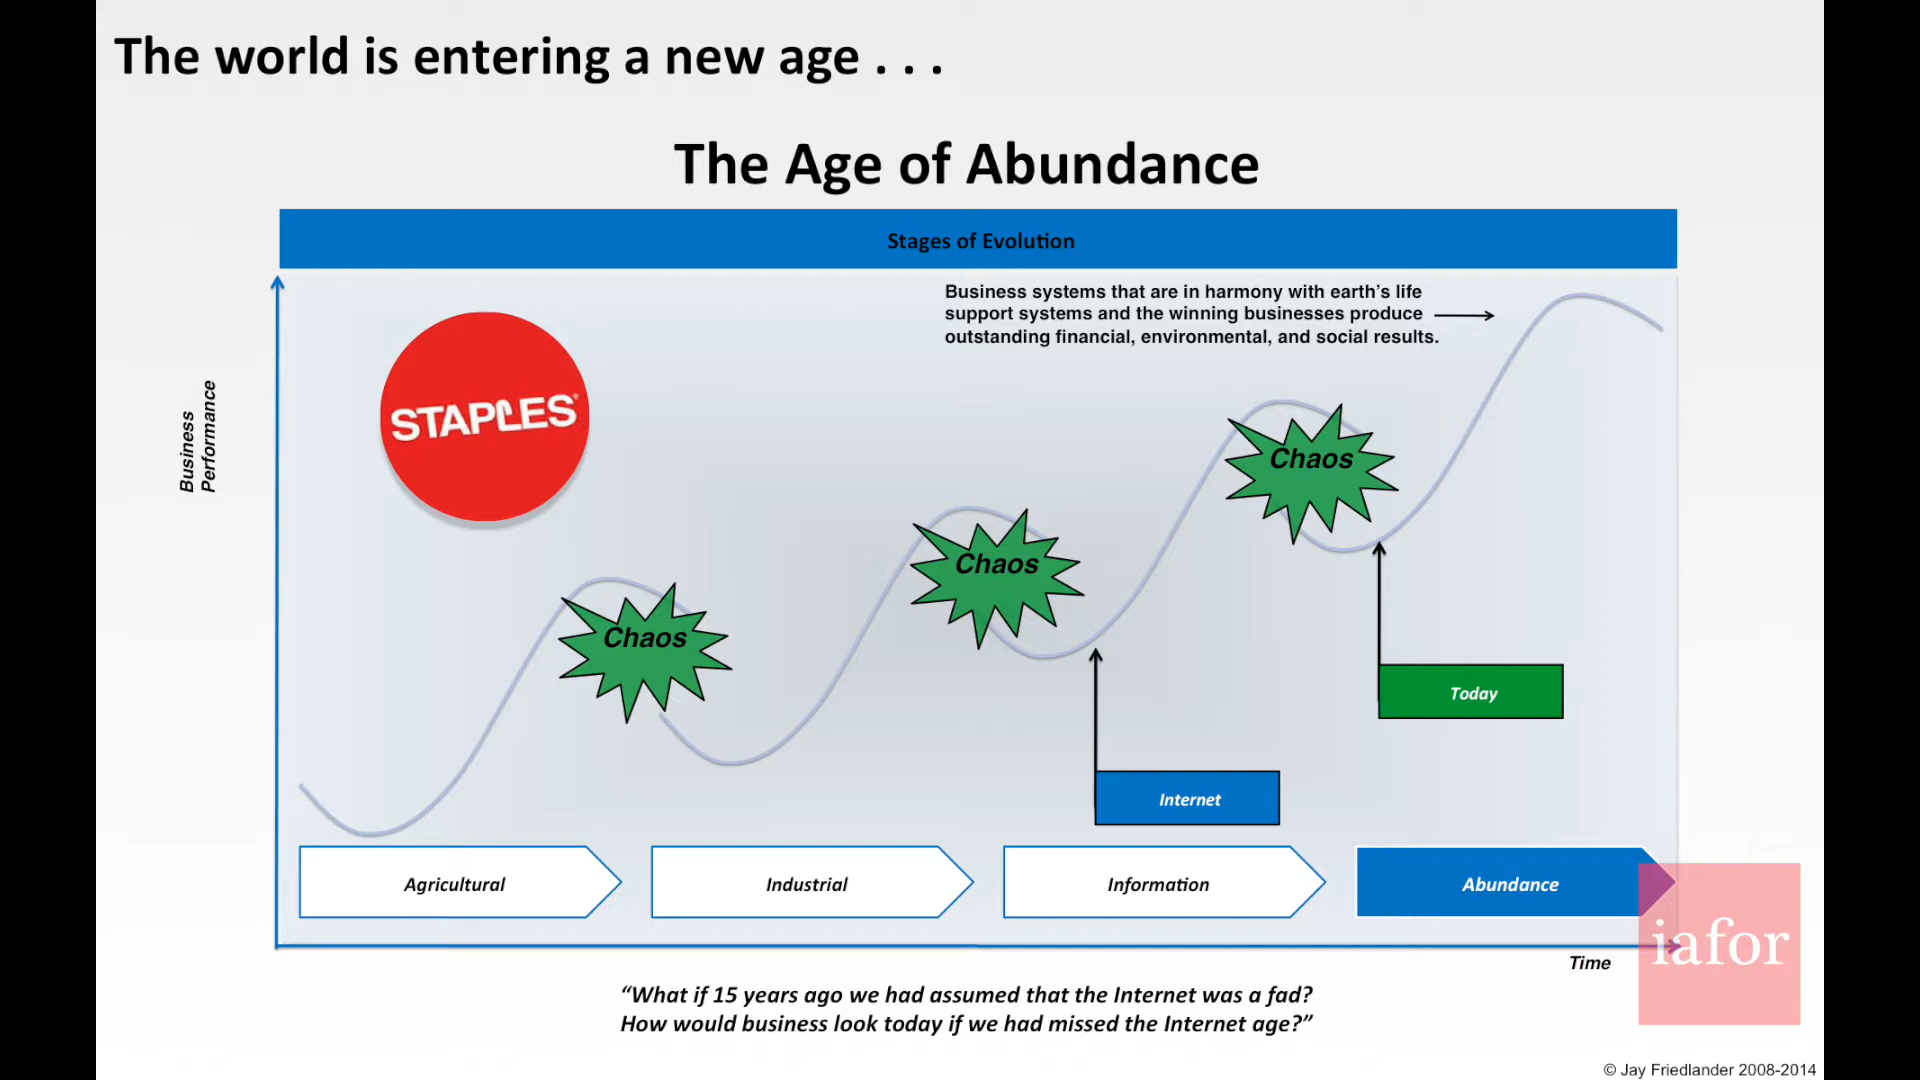 The world is entering a new age . . .
The Age of Abundance
Stages of Evolution
Business systems that are in harmony with earth’s life
support systems and the winning businesses produce
outstanding financial, environmental, and social results.
STAPLES
Business
Performance
Chaos
Chaos
Chaos
Today
Internet
Agricultural
Industrial
Information
Abundance
iafor
Time
“What if 15 years ago we had assumed that the Internet was a fad?
How would business look today if we had missed the Internet age?”
© Jay Friedlander 2008-2014